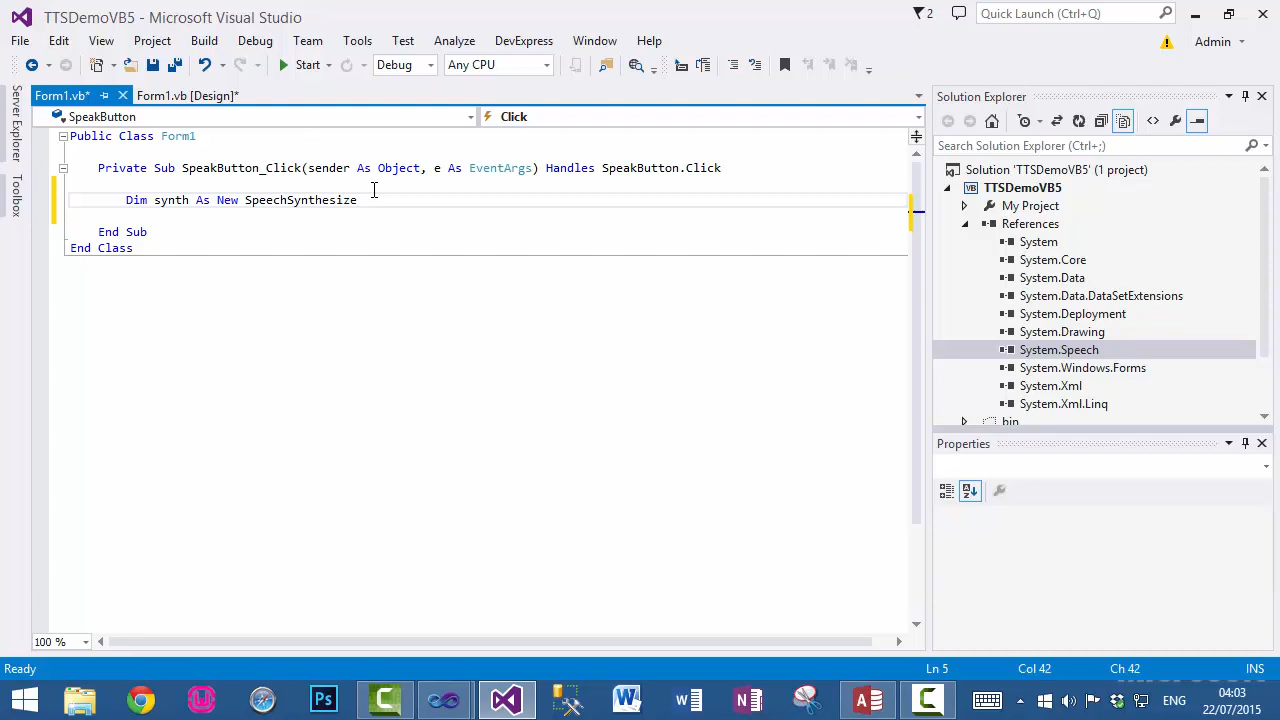 TTSDemoVB5 - Microsoft Visual Studio
2
Quick Launch (Ctrl+Q)
File Edit View Project Build Debug Team Tools Test Analyze DevExpress Window Help
Admin
Start Debug Any CPU
Server Explorer
Toolbox
Form1.vb* Form1.vb [Design]*
SpeakButton Click
Public Class Form1
Private Sub SpeakButton_Click(sender As Object, e As EventArgs) Handles SpeakButton.Click
Dim synth As New SpeechSynthesize
End Sub
End Class
100 %
Solution Explorer
Search Solution Explorer (Ctrl+;)
Solution 'TTSDemoVB5' (1 project)
VB TTSDemoVB5
My Project
References
System
System.Core
System.Data
System.Data.DataSetExtensions
System.Deployment
System.Drawing
System.Speech
System.Windows.Forms
System.Xml
System.Xml.Linq
bin
Properties
Ready Ln 5 Col 42 Ch 42 INS
Ps
ENG
04:03
22/07/2015